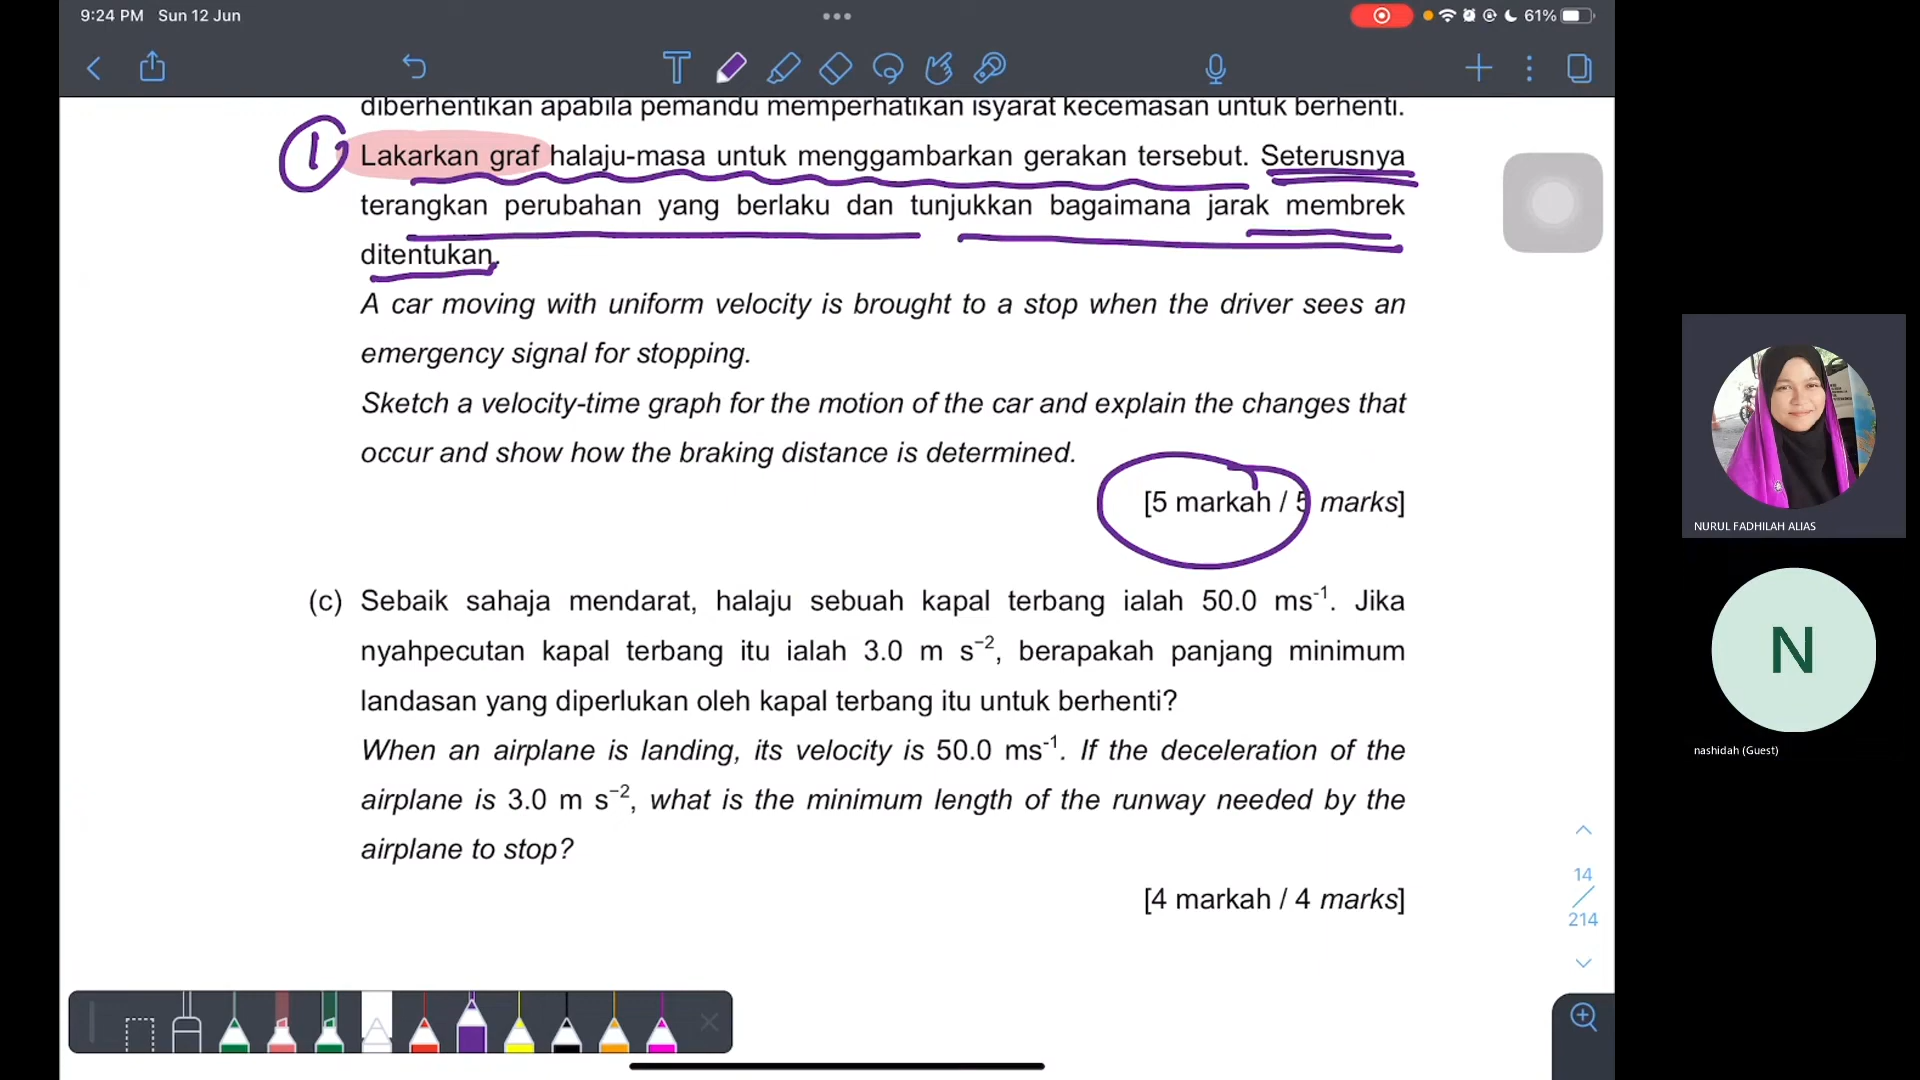 9:24 PM Sun 12 Jun
61%
diberhentikan apabila pemandu memperhatikan isyarat kecemasan untuk berhenti.
1
Lakarkan graf halaju-masa untuk menggambarkan gerakan tersebut. Seterusnya
terangkan perubahan yang berlaku dan tunjukkan bagaimana jarak membrek
ditentukan.
A car moving with uniform velocity is brought to a stop when the driver sees an
emergency signal for stopping.
Sketch a velocity-time graph for the motion of the car and explain the changes that
occur and show how the braking distance is determined.
[5 markah / 5 marks]
(c) Sebaik sahaja mendarat, halaju sebuah kapal terbang ialah 50.0 ms⁻¹. Jika
nyahpecutan kapal terbang itu ialah 3.0 m s⁻², berapakah panjang minimum
landasan yang diperlukan oleh kapal terbang itu untuk berhenti?
When an airplane is landing, its velocity is 50.0 ms⁻¹. If the deceleration of the
airplane is 3.0 m s⁻², what is the minimum length of the runway needed by the
airplane to stop?
[4 markah / 4 marks]
14
214
NURUL FADHILAH ALIAS
N
nashidah (Guest)